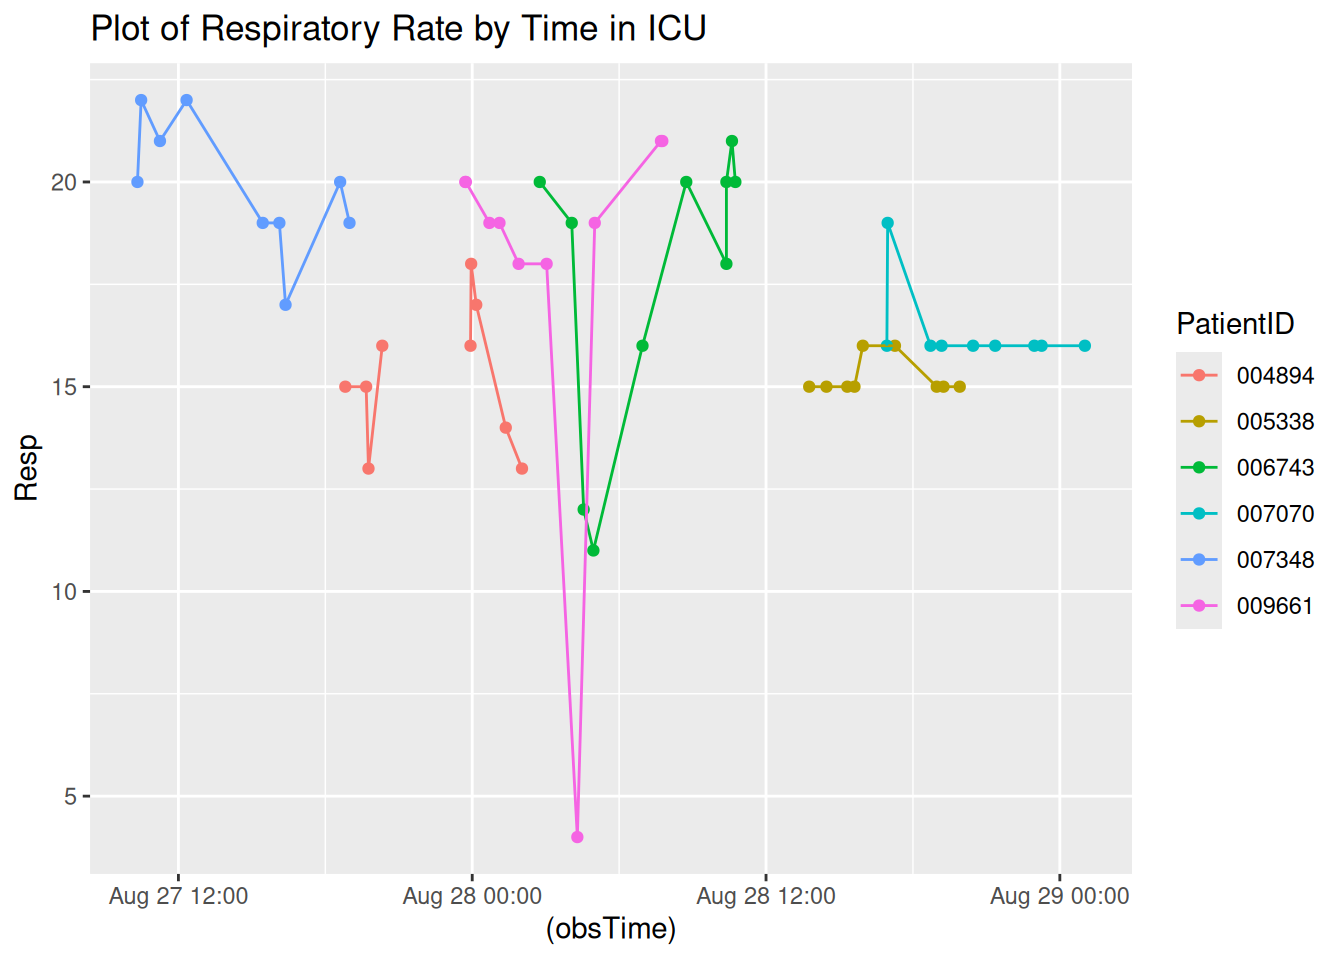 Plot of Respiratory Rate by Time in ICU
20
15
10
5
Resp
Aug 27 12:00
Aug 28 00:00
Aug 28 12:00
Aug 29 00:00
(obsTime)
PatientID
004894
005338
006743
007070
007348
009661